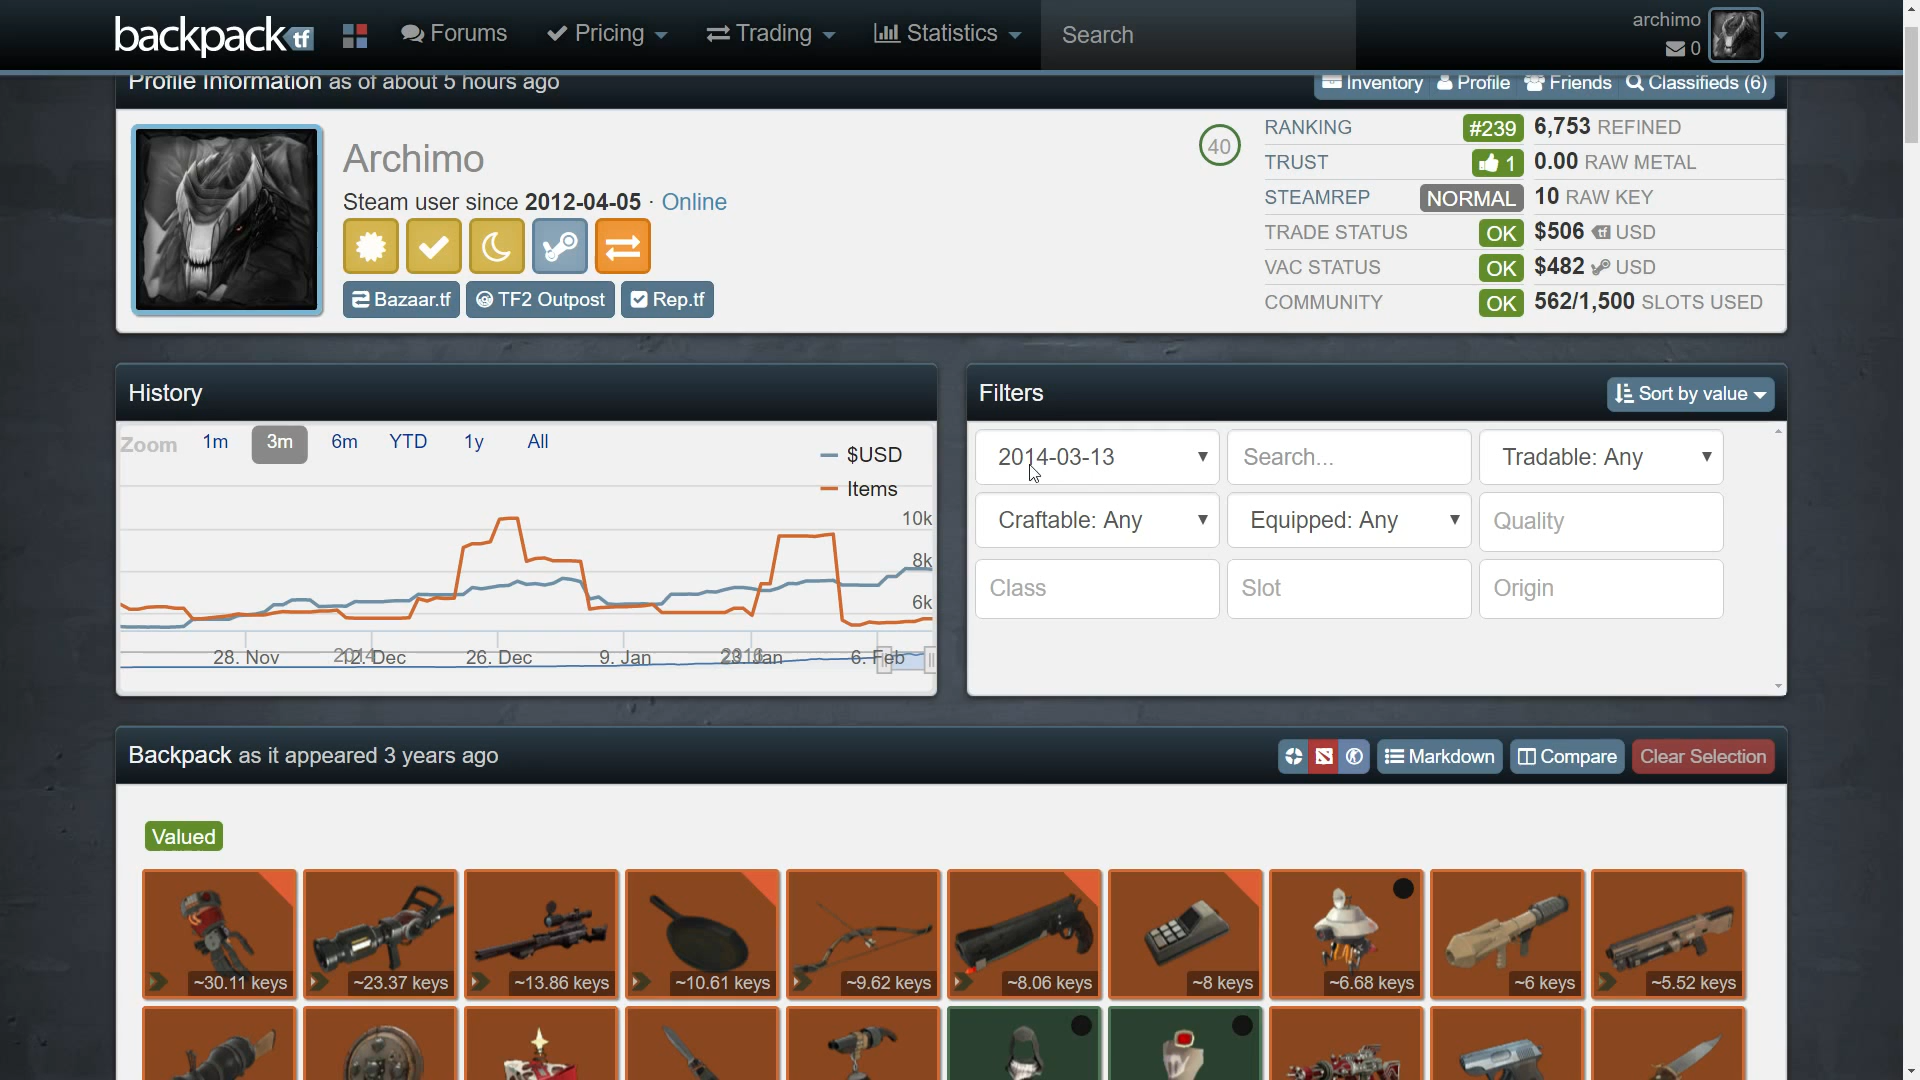 backpack.tf
Forums
Pricing
Trading
Statistics
Search
archimo
0
Profile Information as of about 5 hours ago
Inventory
Profile
Friends
Classifieds (6)
Archimo
Steam user since 2012-04-05 · Online
Bazaar.tf
TF2 Outpost
Rep.tf
40
RANKING #239 6,753 REFINED
TRUST 1 0.00 RAW METAL
STEAMREP NORMAL 10 RAW KEY
TRADE STATUS OK $506 tf USD
VAC STATUS OK $482 USD
COMMUNITY OK 562/1,500 SLOTS USED
History
Zoom 1m 3m 6m YTD 1y All
$USD
Items
10k
8k
6k
28. Nov 12. Dec 26. Dec 9. Jan 23. Jan 6. Feb
2014 2016
Filters
Sort by value
2014-03-13
Search...
Tradable: Any
Craftable: Any
Equipped: Any
Quality
Class
Slot
Origin
Backpack as it appeared 3 years ago
Markdown
Compare
Clear Selection
Valued
~30.11 keys
~23.37 keys
~13.86 keys
~10.61 keys
~9.62 keys
~8.06 keys
~8 keys
~6.68 keys
~6 keys
~5.52 keys